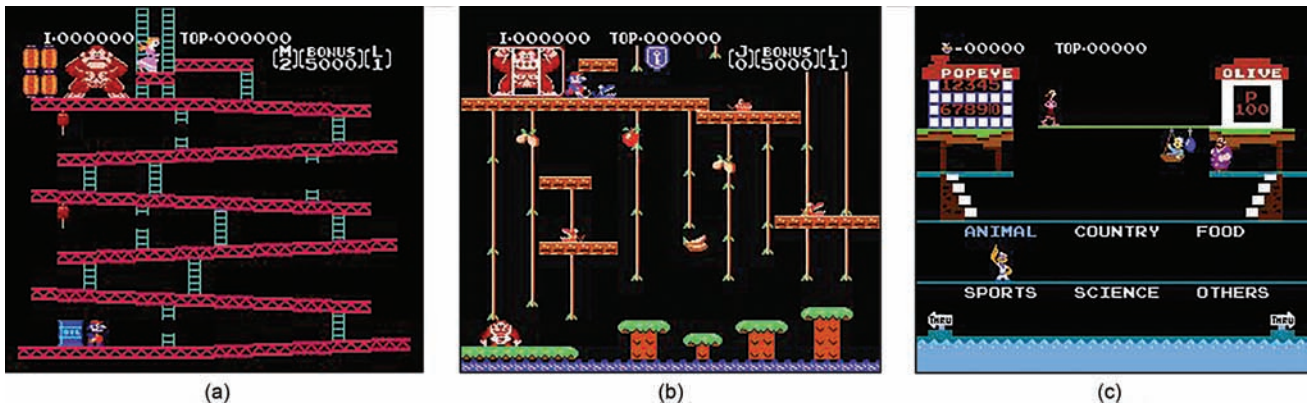 I-000000 TOP-000000
[M][BONUS][L]
[2][5000][1]
OIL
I-000000 TOP-000000
[J][BONUS][L]
[0][5000][1]
-00000 TOP-00000
POPEYE
12345
67890
OLIVE
P
100
ANIMAL COUNTRY FOOD
SPORTS SCIENCE OTHERS
THRU THRU
(a) (b) (c)